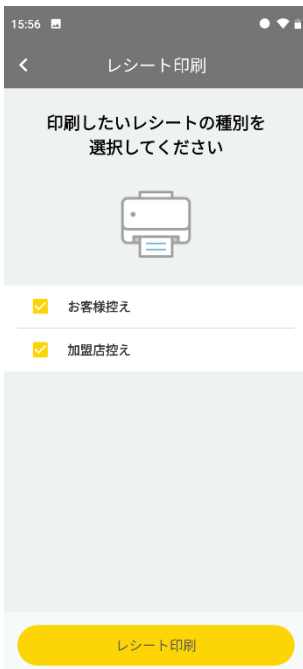 15:56
レシート印刷
印刷したいレシートの種別を
選択してください
お客様控え
加盟店控え
レシート印刷